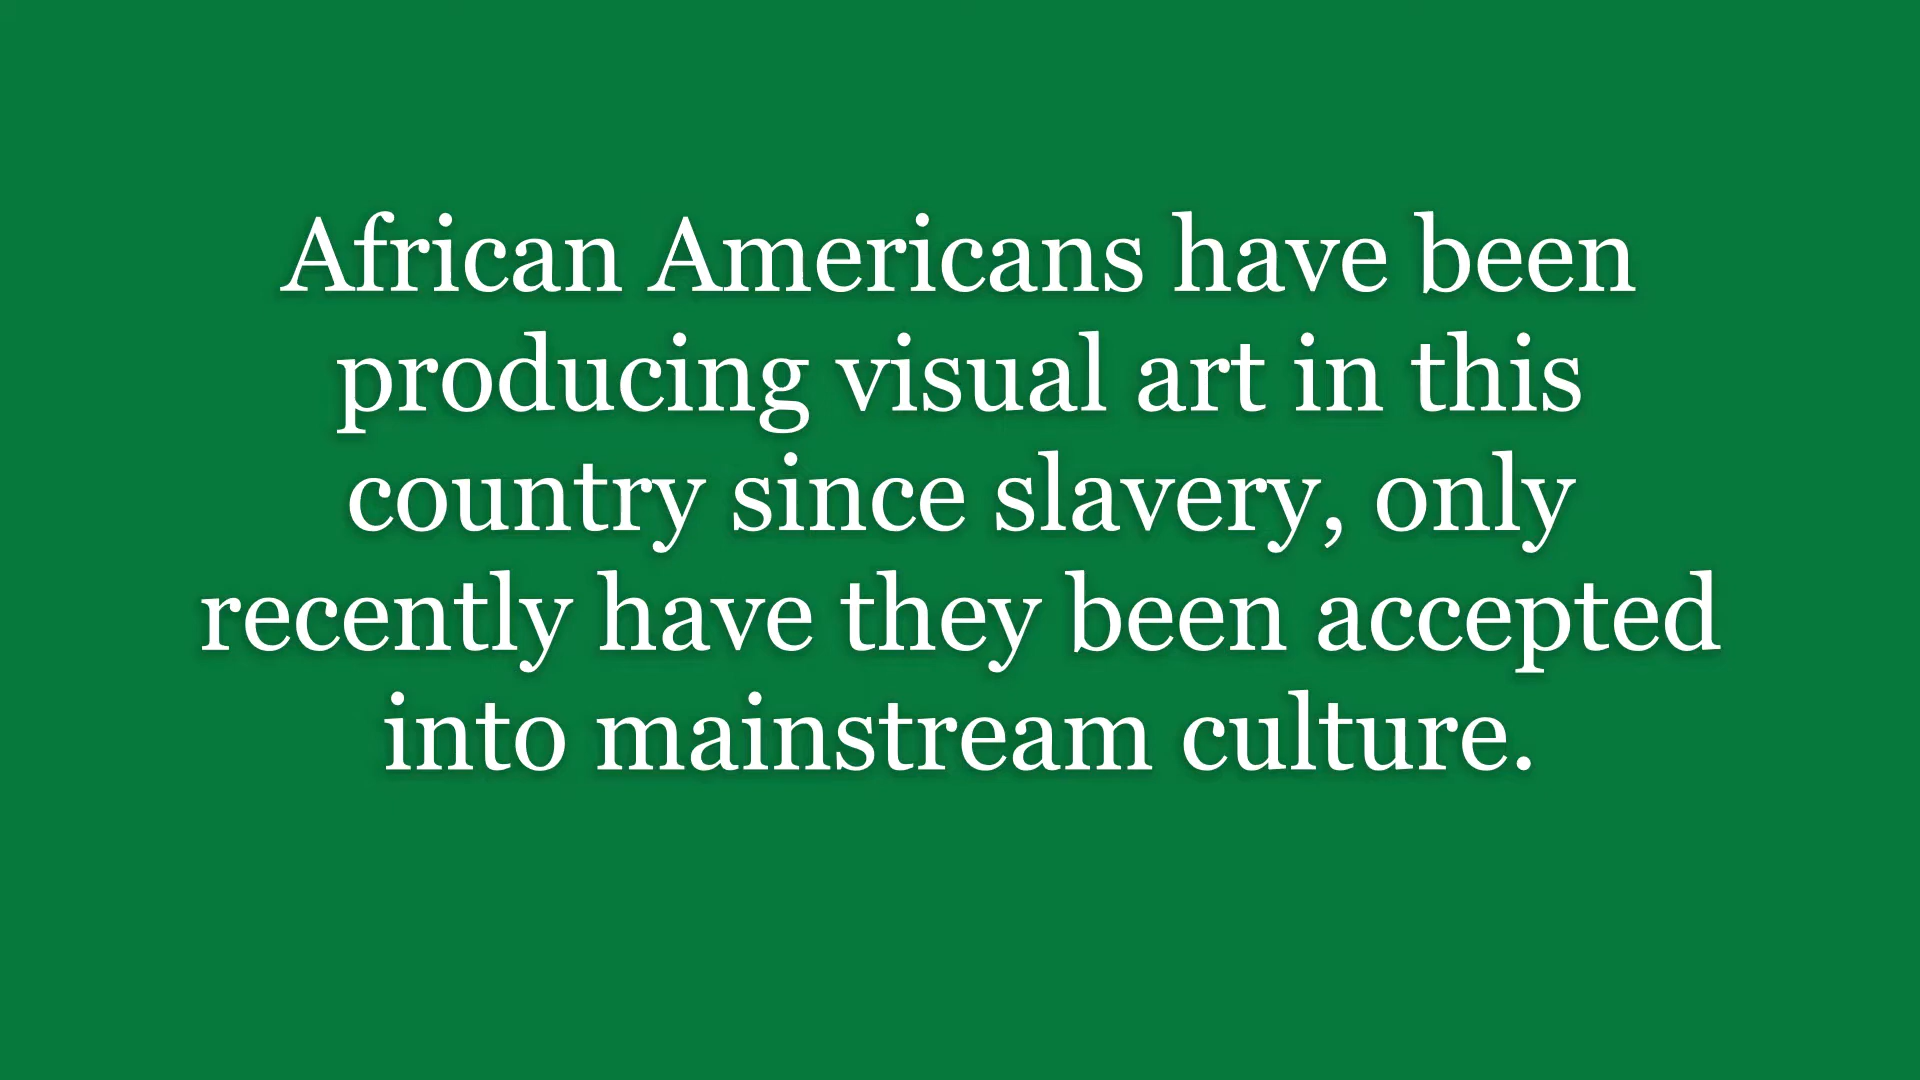 African Americans have been
producing visual art in this
country since slavery, only
recently have they been accepted
into mainstream culture.